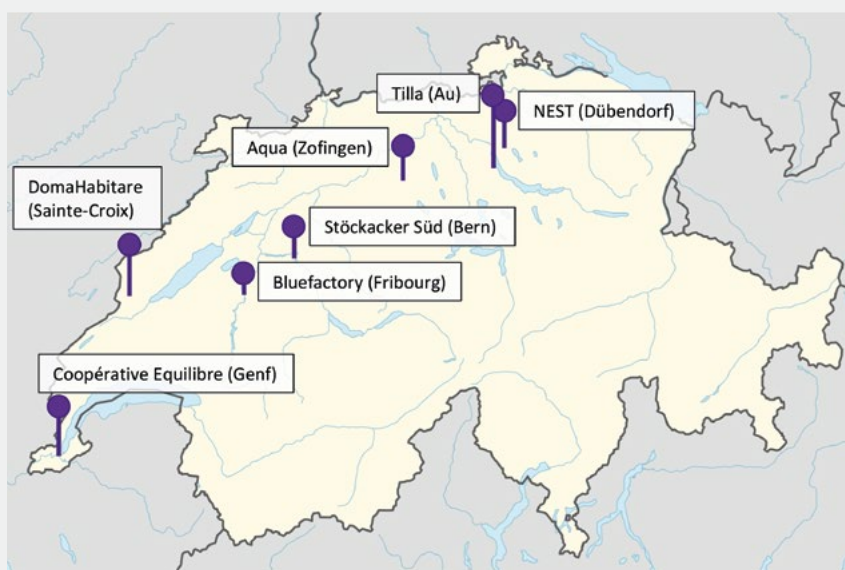 Tilla (Au)
NEST (Dübendorf)
Aqua (Zofingen)
DomaHabitare
(Sainte-Croix)
Stöckacker Süd (Bern)
Bluefactory (Fribourg)
Coopérative Equilibre (Genf)